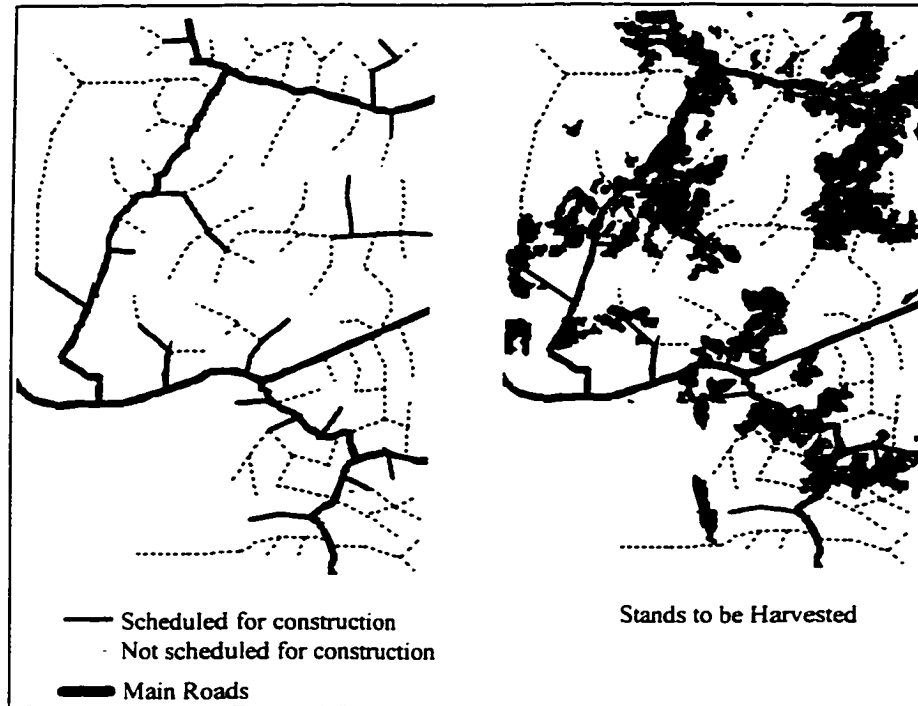 Scheduled for construction
Not scheduled for construction
Main Roads
Stands to be Harvested